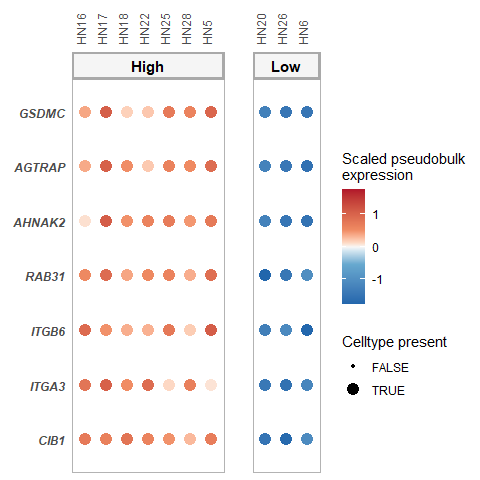 HN16 HN17 HN18 HN22 HN25 HN28 HN5 HN20 HN26 HN6
High Low
GSDMC
AGTRAP
AHNAK2
RAB31
ITGB6
ITGA3
CIB1
Scaled pseudobulk
expression
1
0
-1
Celltype present
FALSE
TRUE